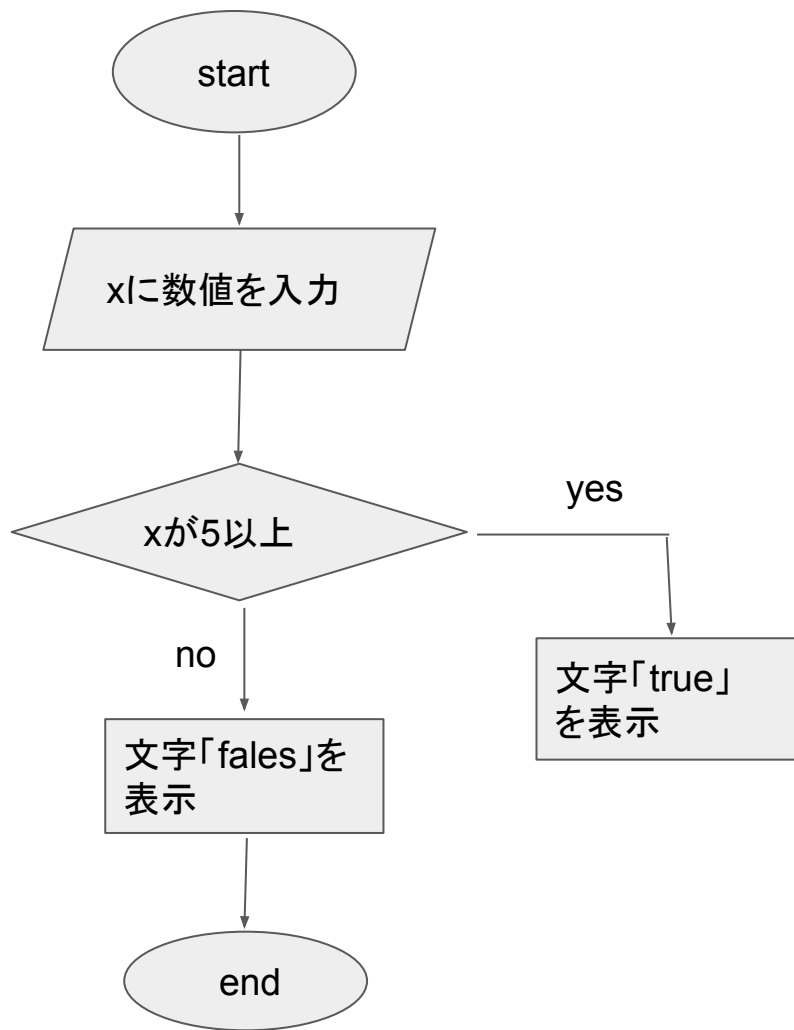 start
xに数値を入力
xが5以上
yes
no
文字「true」
を表示
文字「fales」を
表示
end